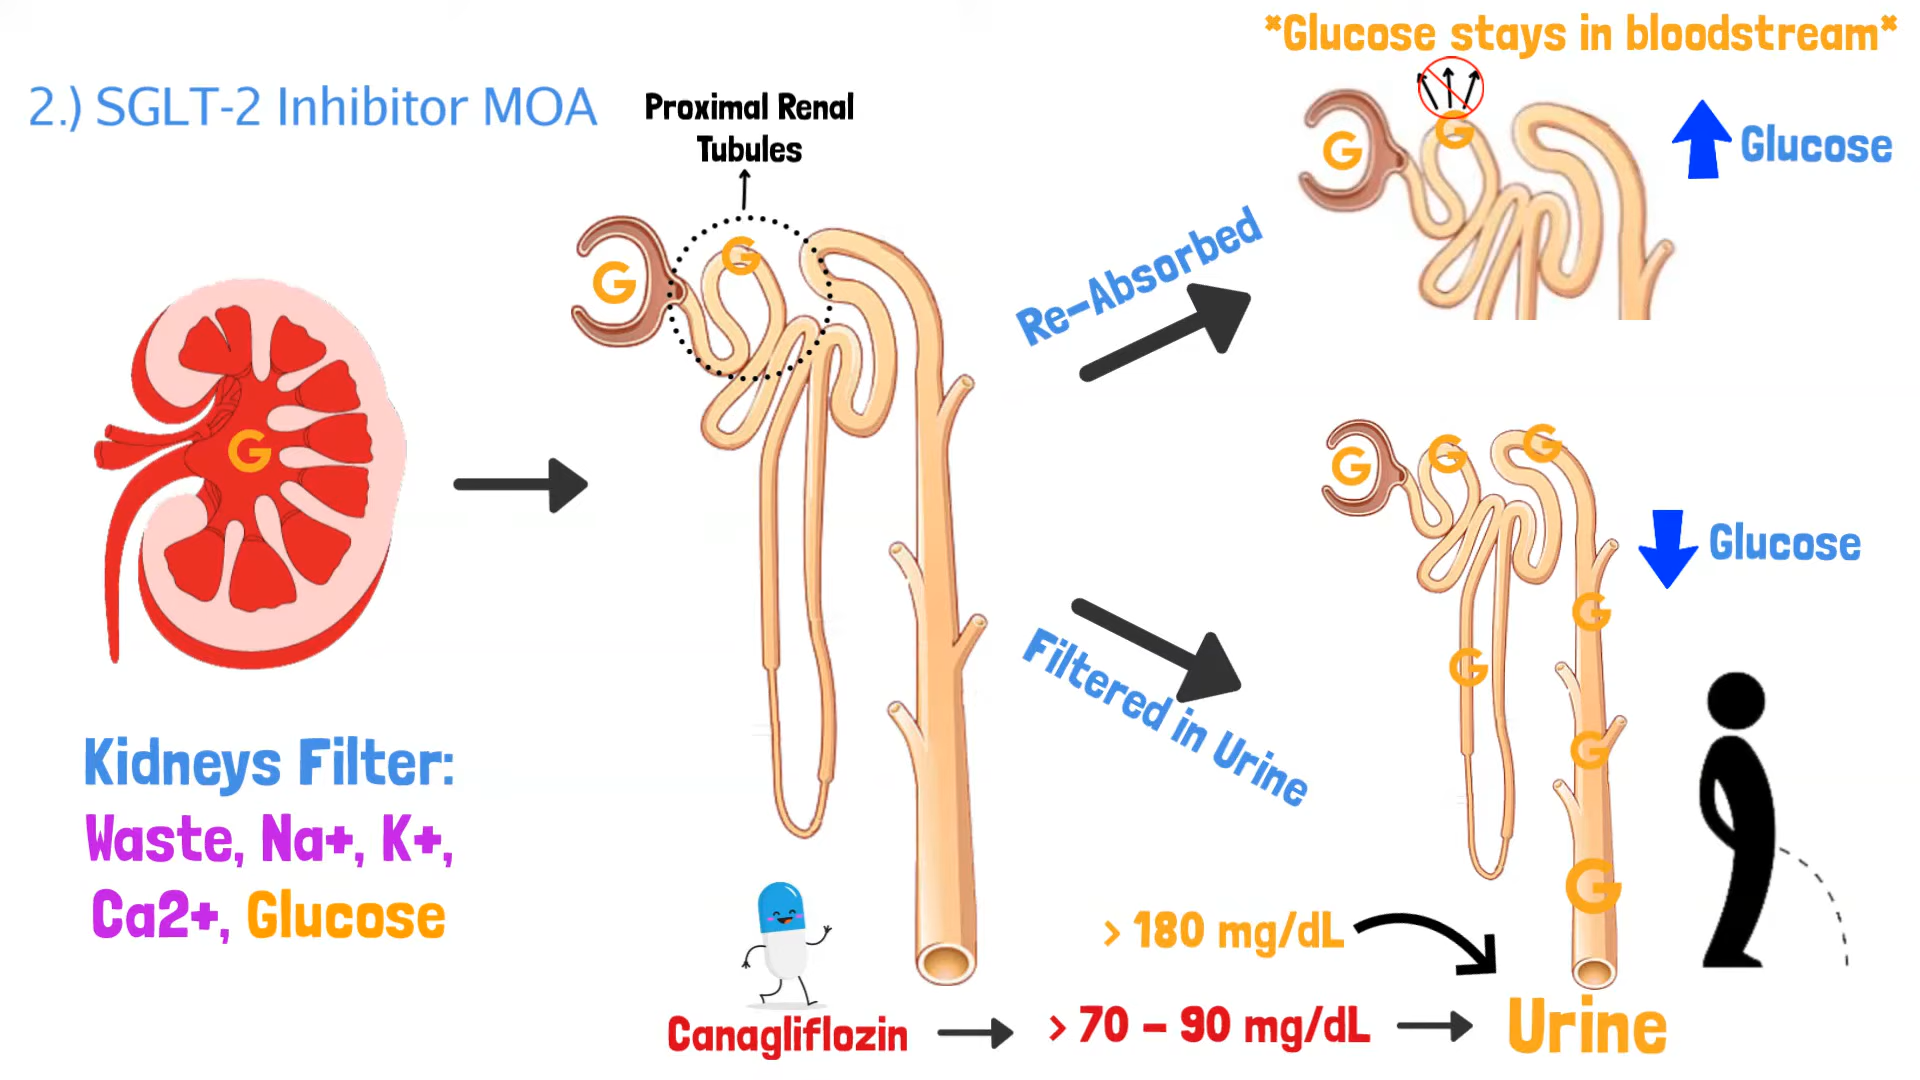 *Glucose stays in bloodstream*
2.) SGLT-2 Inhibitor MOA
Proximal Renal
Tubules
G
G
G
G
G
Glucose
Re-Absorbed
G
G
G
G
G
G
G
Glucose
Filtered in Urine
Kidneys Filter:
Waste, Na+, K+,
Ca2+, Glucose
> 180 mg/dL
Canagliflozin
> 70 - 90 mg/dL
Urine